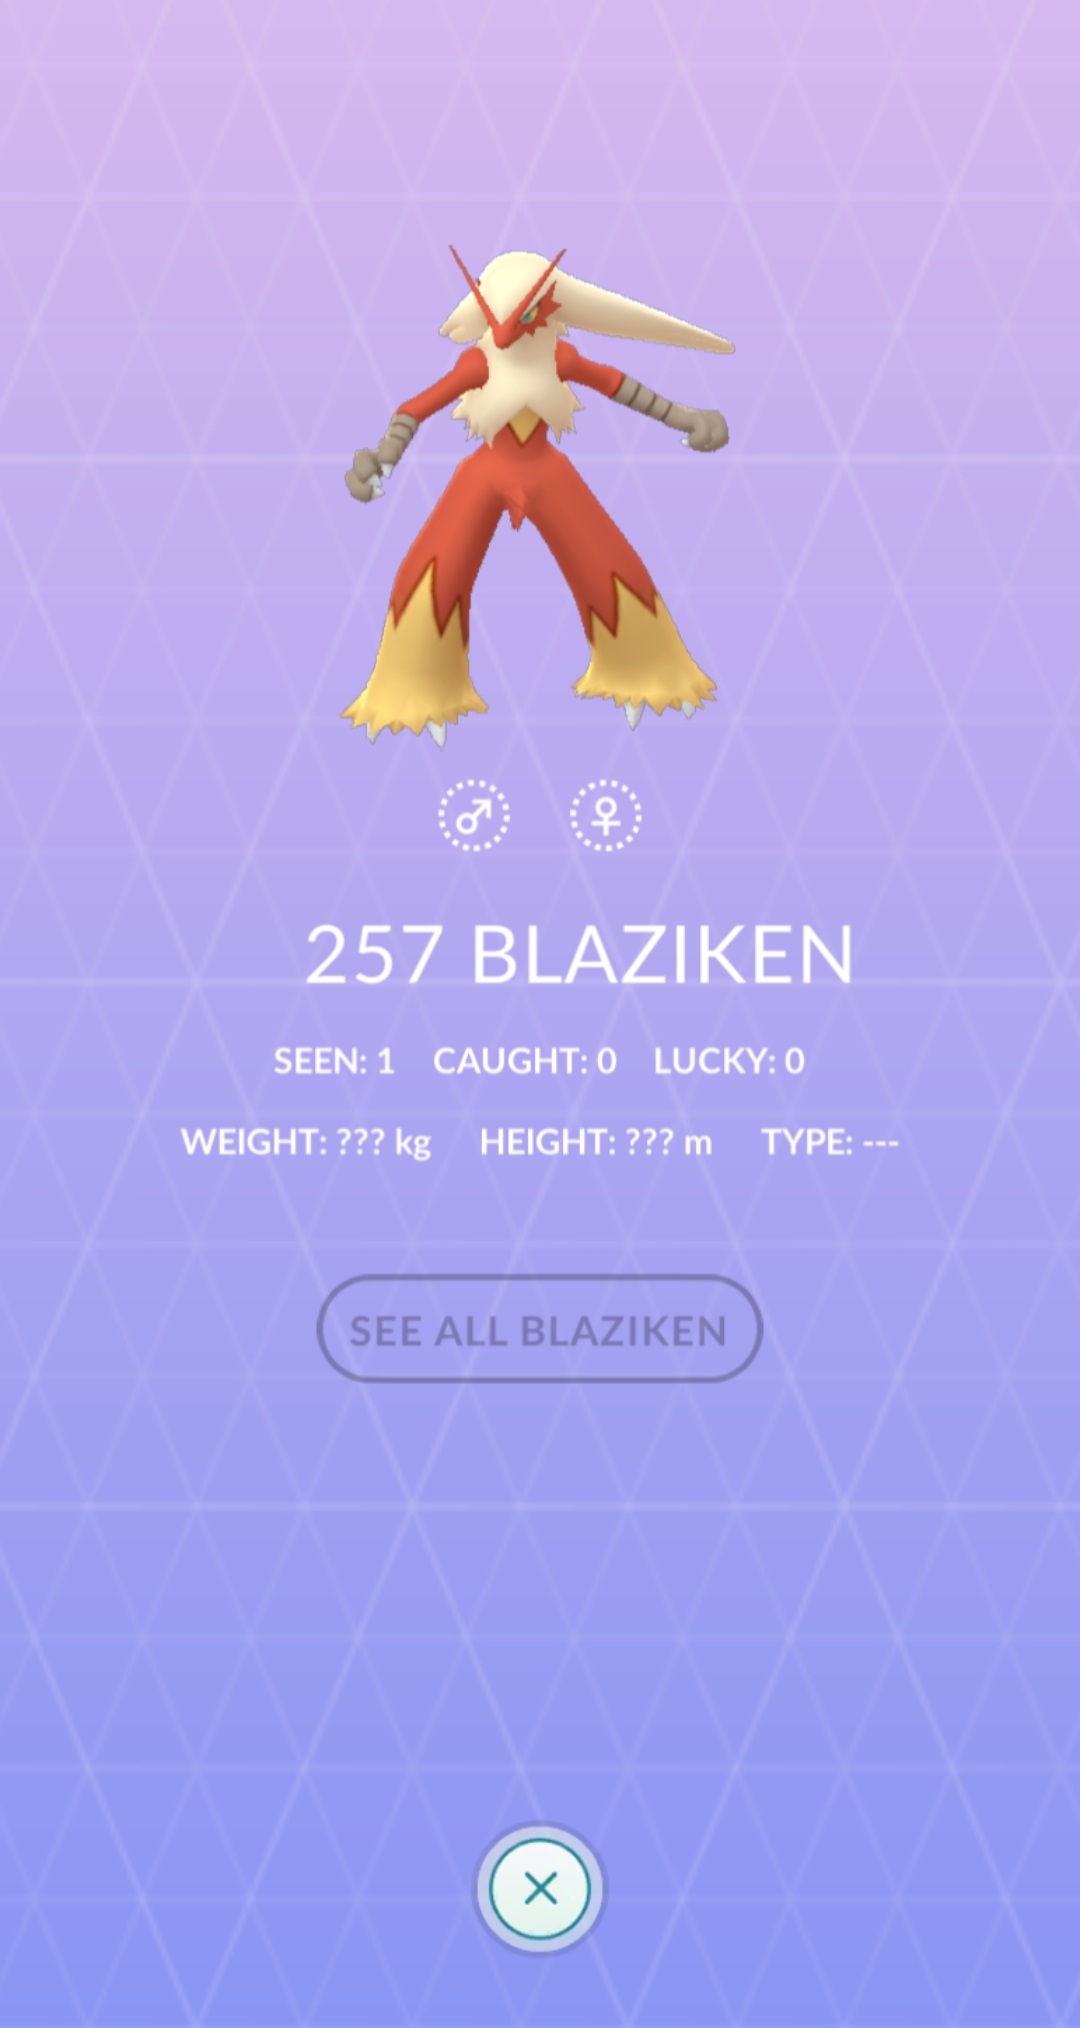 257 BLAZIKEN
SEEN: 1 CAUGHT: 0 LUCKY: 0
WEIGHT: ??? kg HEIGHT: ??? m TYPE: ---
SEE ALL BLAZIKEN